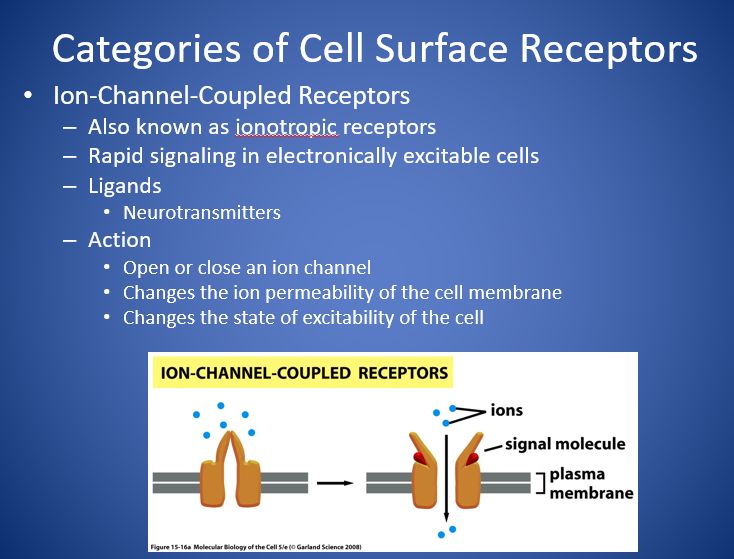 Categories of Cell Surface Receptors
• Ion-Channel-Coupled Receptors
– Also known as ionotropic receptors
– Rapid signaling in electronically excitable cells
– Ligands
• Neurotransmitters
– Action
• Open or close an ion channel
• Changes the ion permeability of the cell membrane
• Changes the state of excitability of the cell
ION-CHANNEL-COUPLED RECEPTORS
ions
signal molecule
plasma
membrane
Figure 15-16a Molecular Biology of the Cell 5/e (© Garland Science 2008)